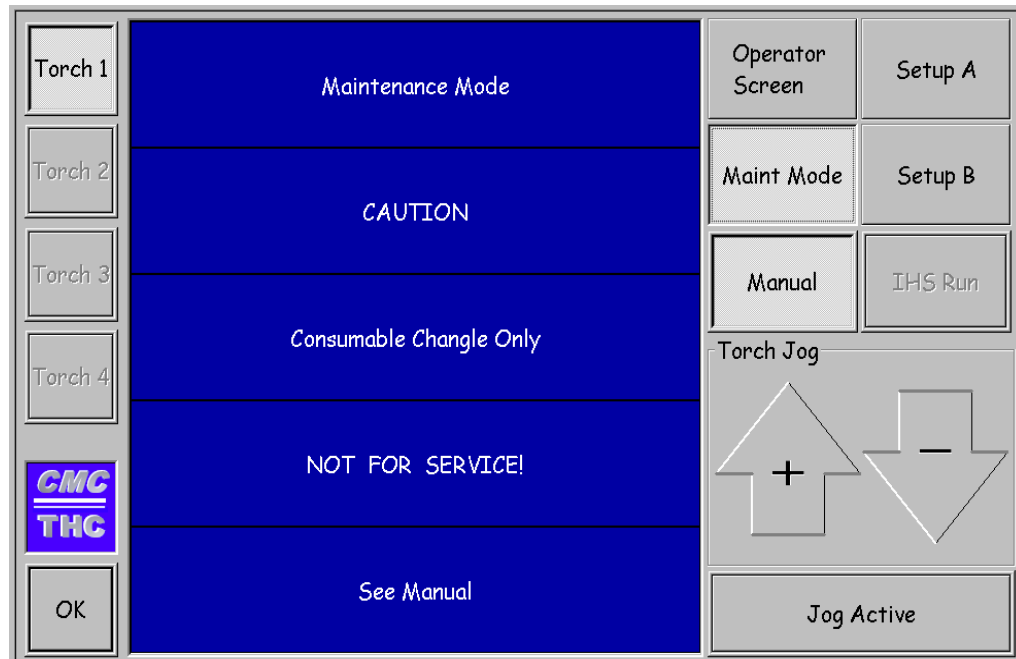 Torch 1
Torch 2
Torch 3
Torch 4
CMC
THC
OK
Maintenance Mode
CAUTION
Consumable Changle Only
NOT FOR SERVICE!
See Manual
Operator
Screen
Setup A
Maint Mode
Setup B
Manual
IHS Run
Torch Jog
+
−
Jog Active